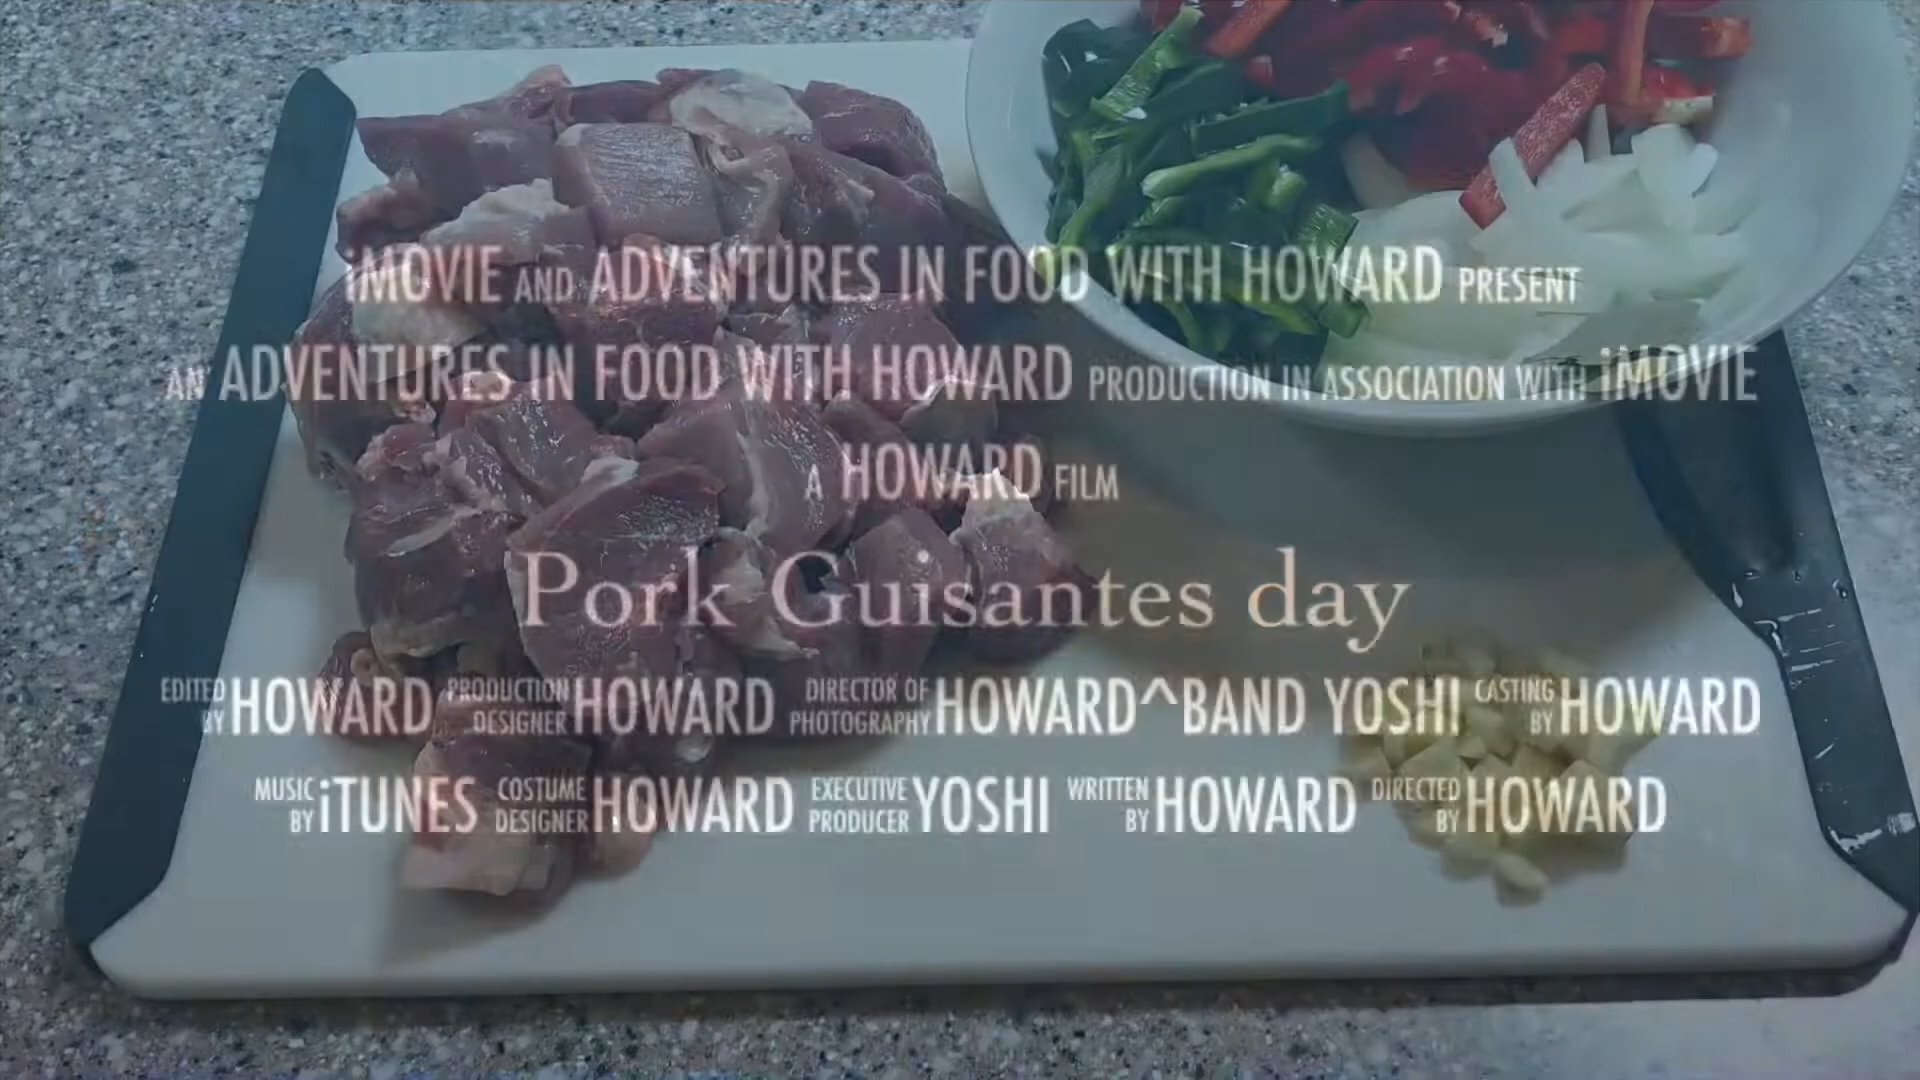 iMOVIE AND ADVENTURES IN FOOD WITH HOWARD PRESENT
AN ADVENTURES IN FOOD WITH HOWARD PRODUCTION IN ASSOCIATION WITH iMOVIE
A HOWARD FILM
Pork Guisantes day
EDITED BY HOWARD PRODUCTION DESIGNER HOWARD DIRECTOR OF PHOTOGRAPHY HOWARD^BAND YOSHI CASTING BY HOWARD
MUSIC BY iTUNES COSTUME DESIGNER HOWARD EXECUTIVE PRODUCER YOSHI WRITTEN BY HOWARD DIRECTED BY HOWARD